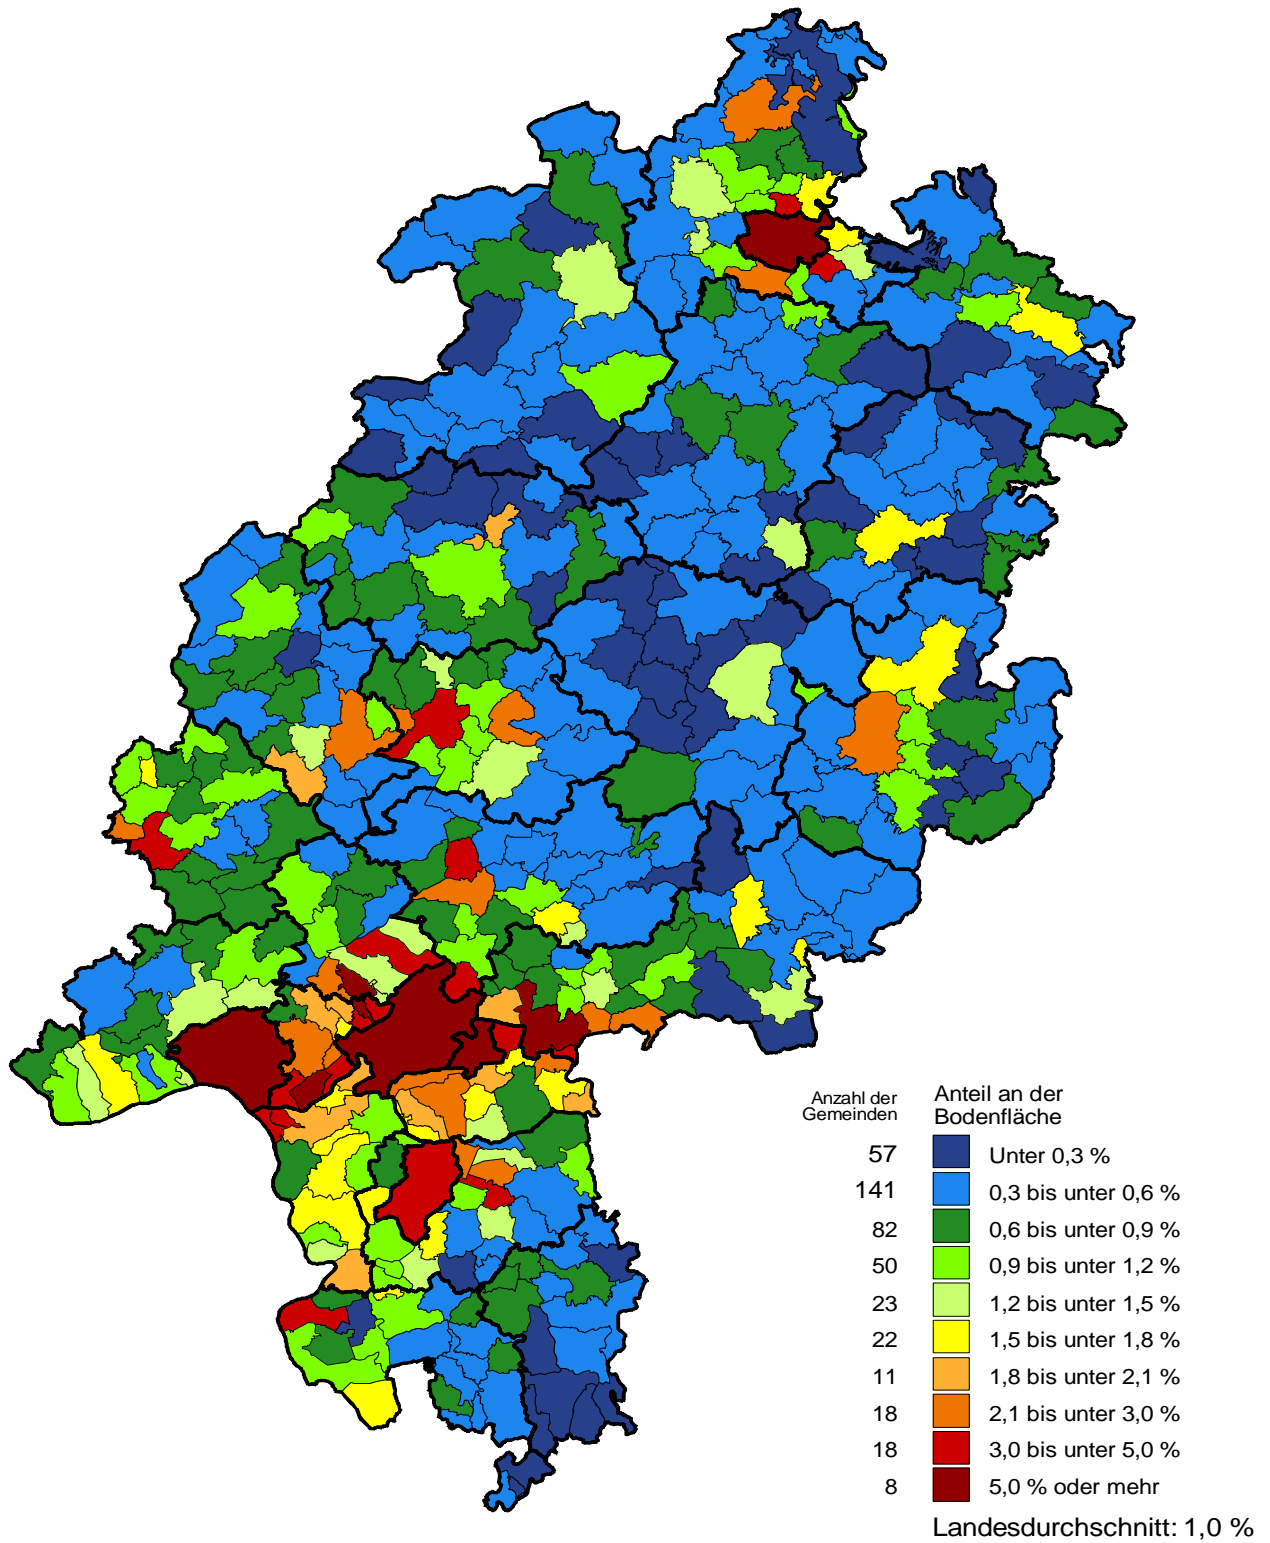 Anzahl der
Gemeinden
Anteil an der
Bodenfläche
57 Unter 0,3 %
141 0,3 bis unter 0,6 %
82 0,6 bis unter 0,9 %
50 0,9 bis unter 1,2 %
23 1,2 bis unter 1,5 %
22 1,5 bis unter 1,8 %
11 1,8 bis unter 2,1 %
18 2,1 bis unter 3,0 %
18 3,0 bis unter 5,0 %
8 5,0 % oder mehr
Landesdurchschnitt: 1,0 %